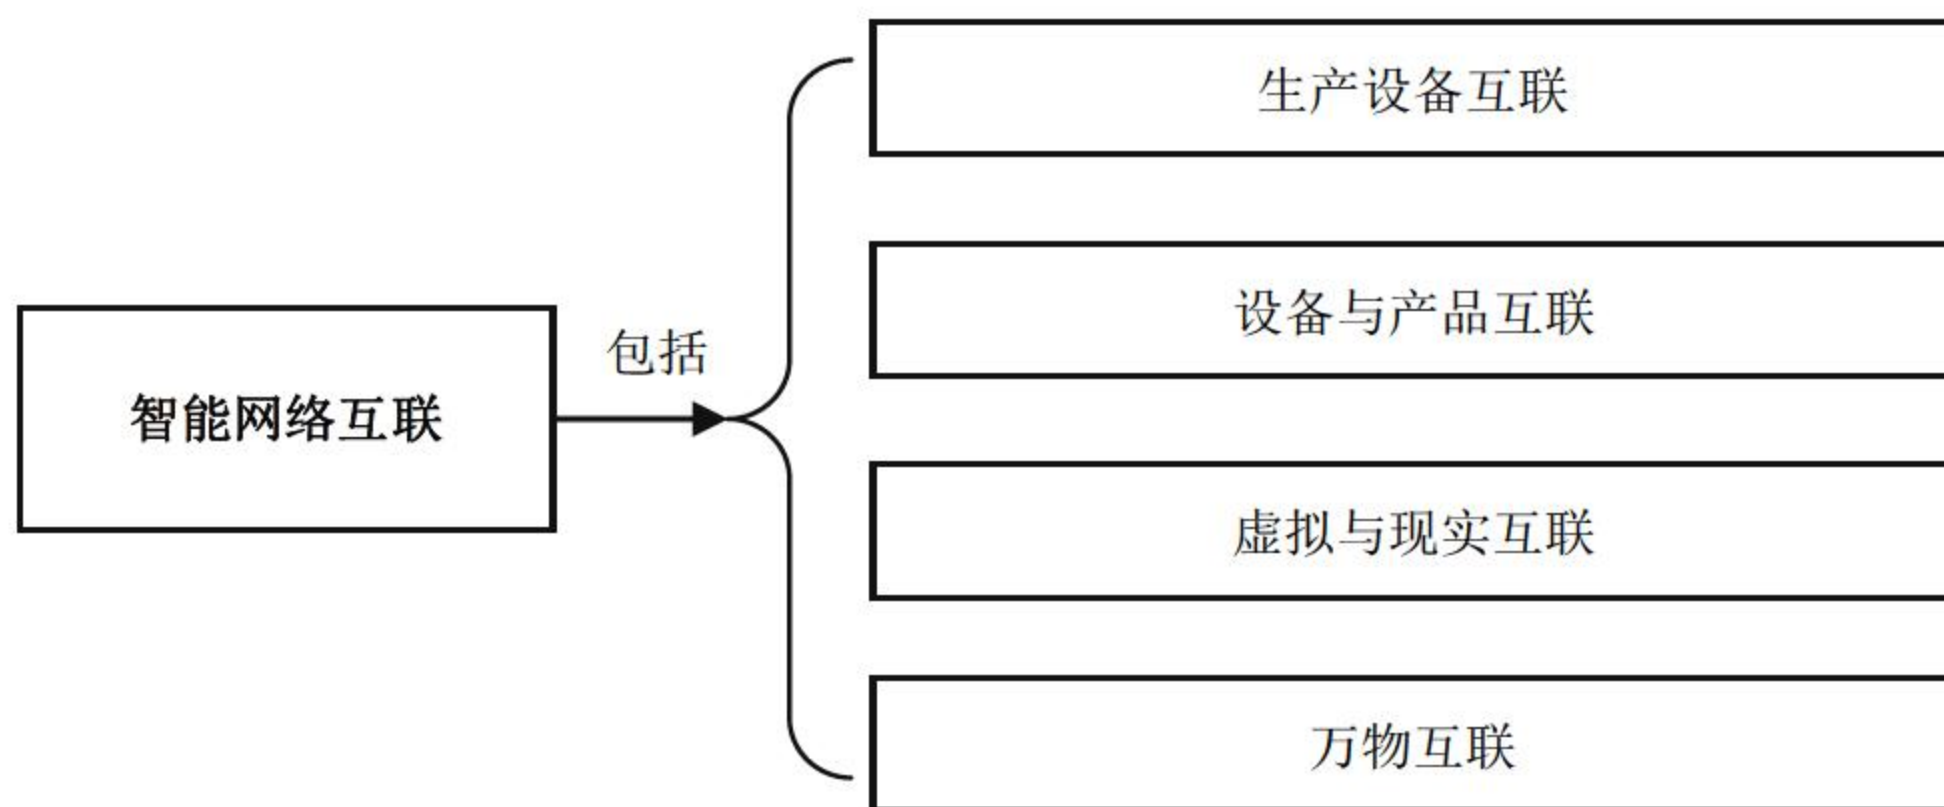 生产设备互联
设备与产品互联
包括
智能网络互联
虚拟与现实互联
万物互联